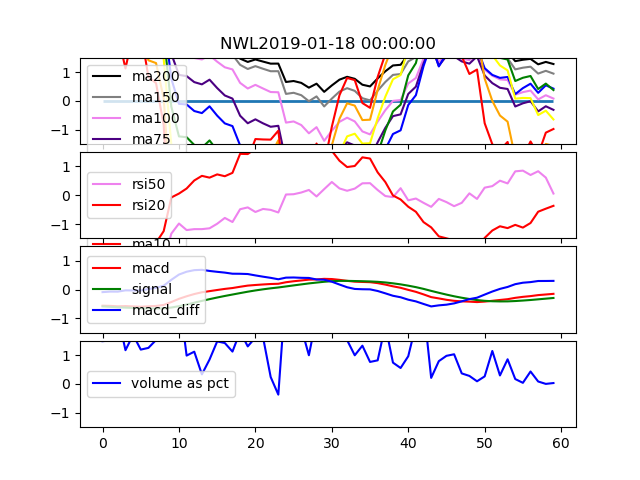 NWL2019-01-18 00:00:00
1
0
−1
ma200
ma150
ma100
ma75
1
0
−1
rsi50
rsi20
ma10
1
0
−1
macd
signal
macd_diff
1
0
−1
volume as pct
0 10 20 30 40 50 60